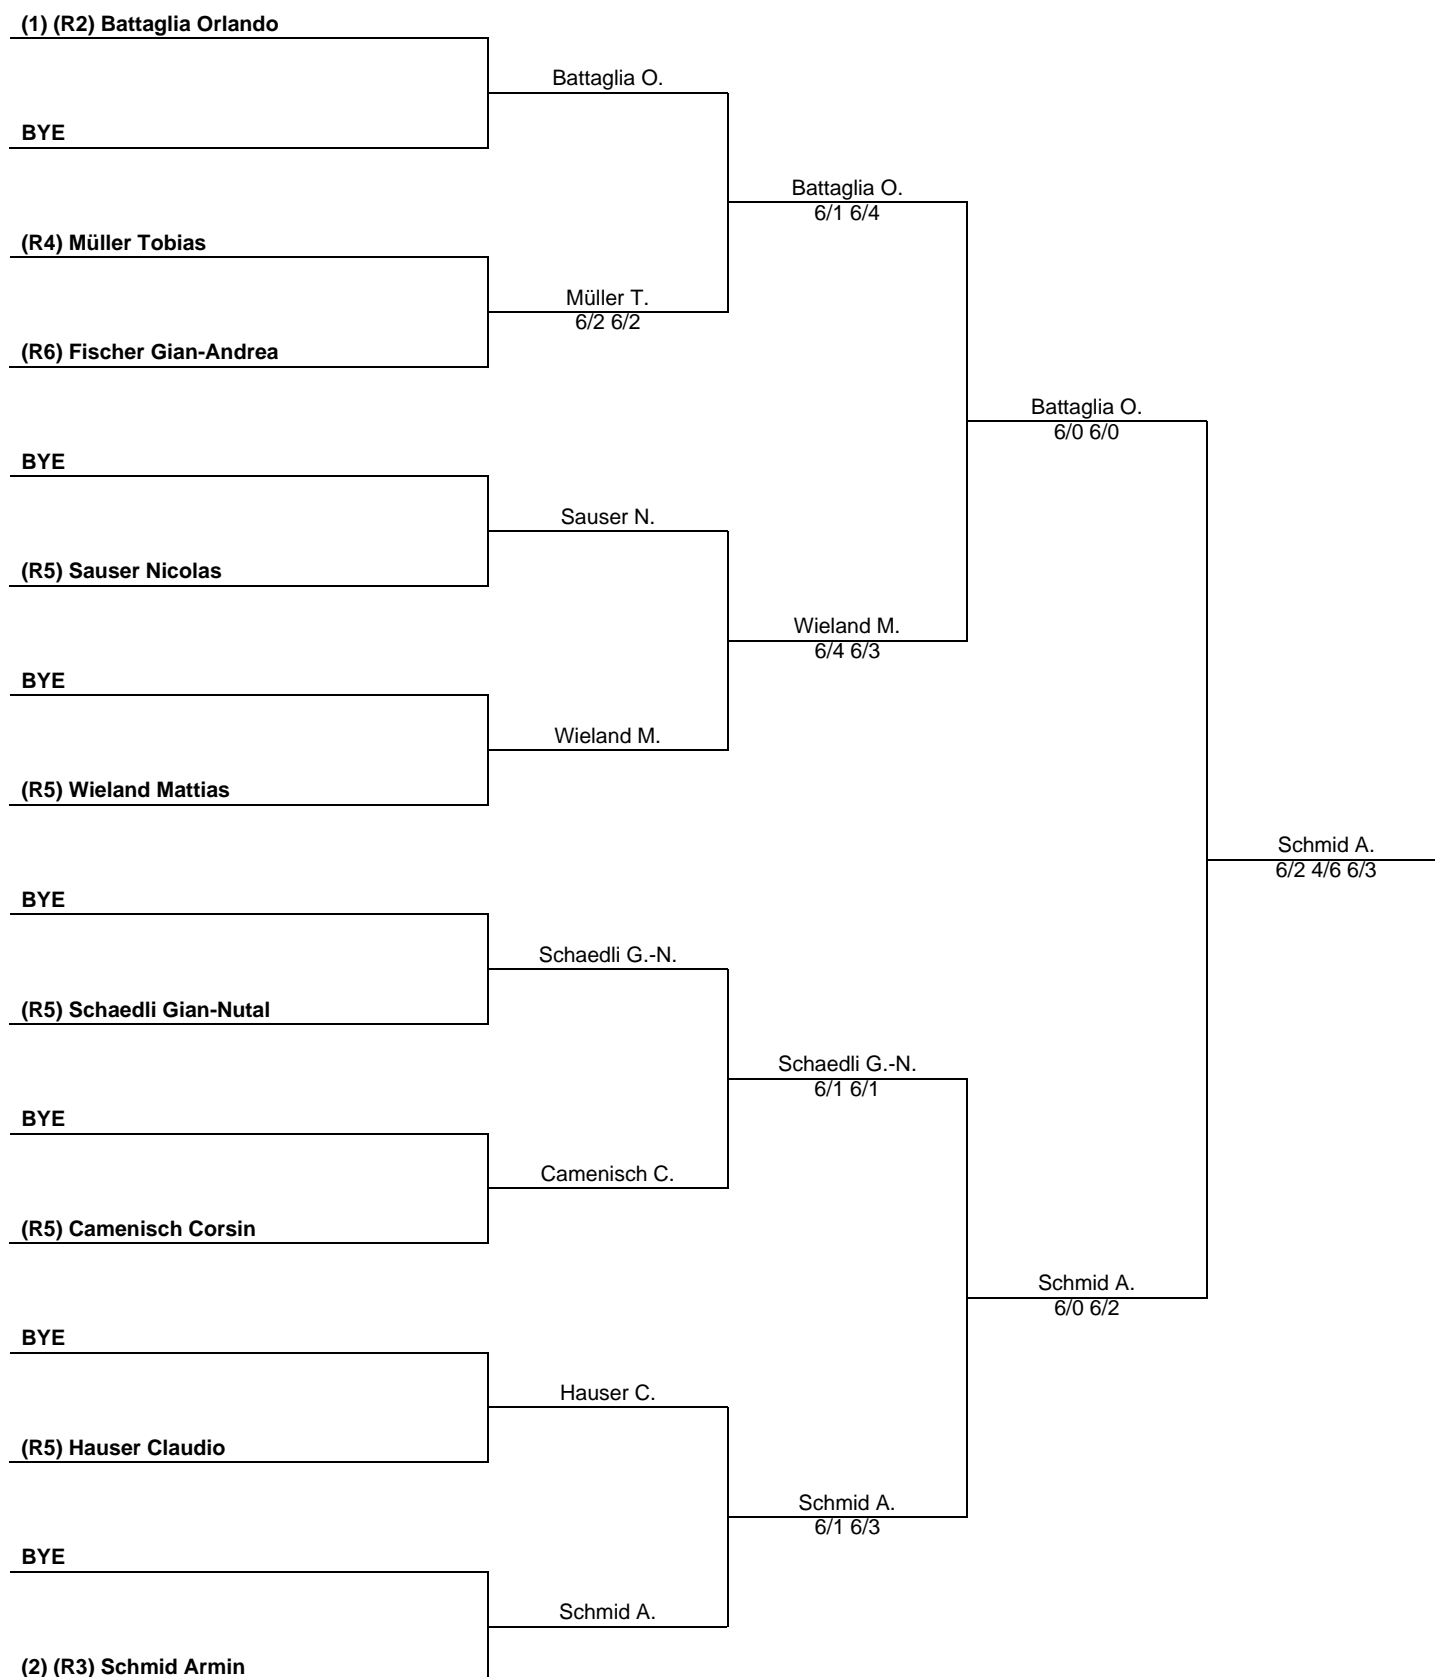 (1) (R2) Battaglia Orlando
Battaglia O.
BYE
Battaglia O.
6/1 6/4
(R4) Müller Tobias
Müller T.
6/2 6/2
(R6) Fischer Gian-Andrea
Battaglia O.
6/0 6/0
BYE
Sauser N.
(R5) Sauser Nicolas
Wieland M.
6/4 6/3
BYE
Wieland M.
(R5) Wieland Mattias
Schmid A.
6/2 4/6 6/3
BYE
Schaedli G.-N.
(R5) Schaedli Gian-Nutal
Schaedli G.-N.
6/1 6/1
BYE
Camenisch C.
(R5) Camenisch Corsin
Schmid A.
6/0 6/2
BYE
Hauser C.
(R5) Hauser Claudio
Schmid A.
6/1 6/3
BYE
Schmid A.
(2) (R3) Schmid Armin